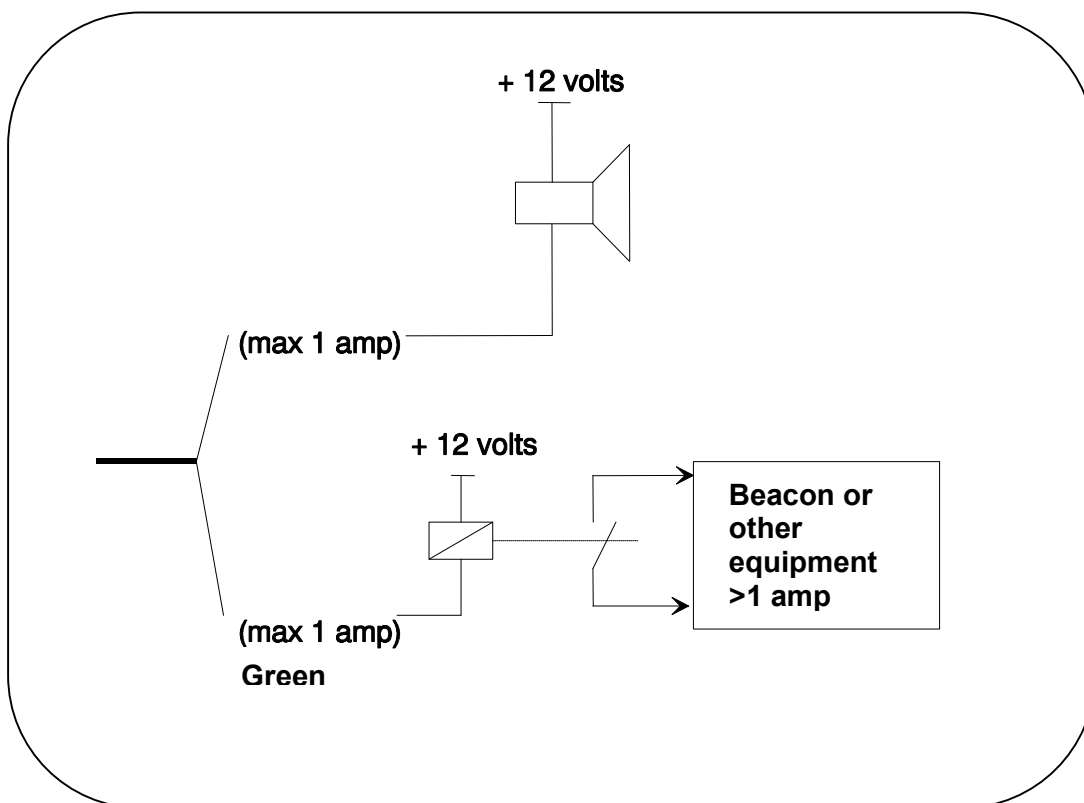 + 12 volts
(max 1 amp)
+ 12 volts
Beacon or
other
equipment
>1 amp
(max 1 amp)
Green